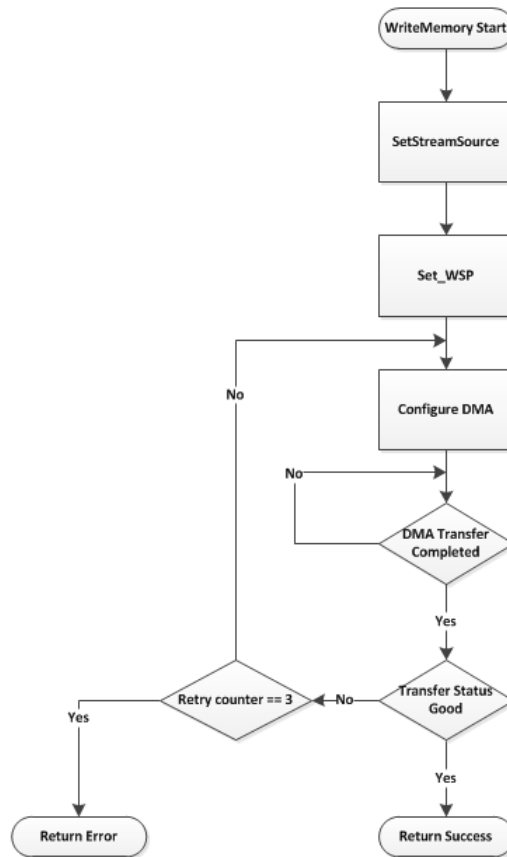 WriteMemory Start
SetStreamSource
Set_WSP
No
Configure DMA
No
DMA Transfer
Completed
Yes
Transfer Status
Good
No
Retry counter == 3
Yes
Yes
Return Error
Return Success